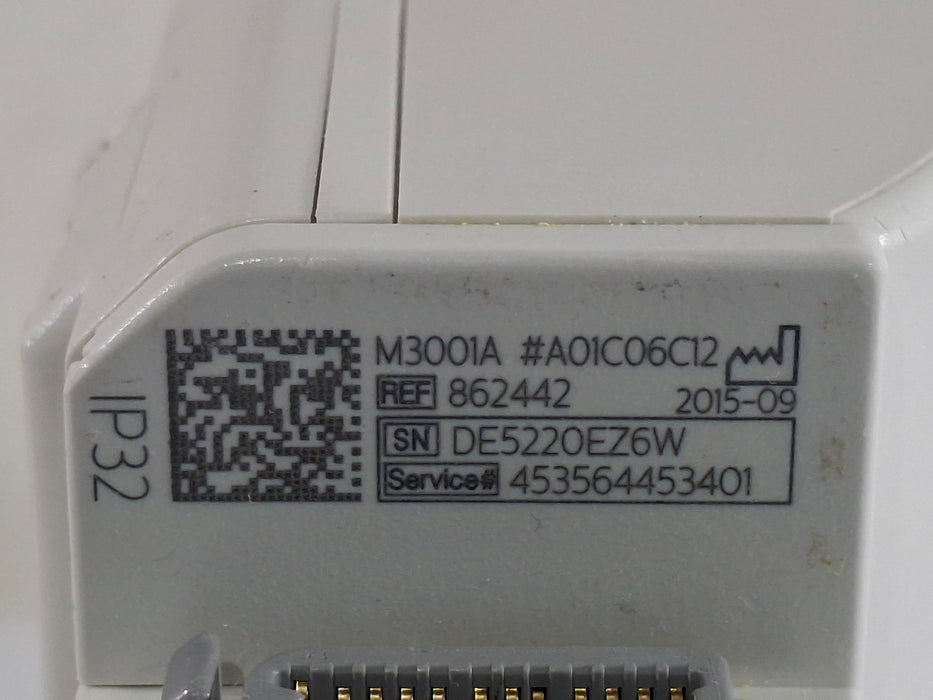 M3001A #A01C06C12
REF 862442 2015-09
SN DE5220EZ6W
Service# 453564453401
IP32